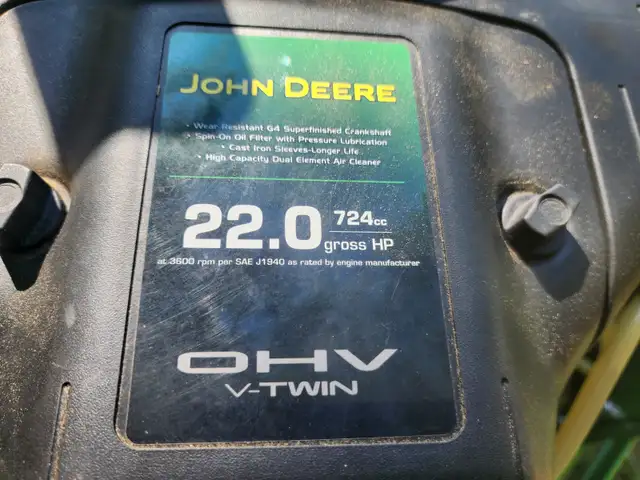 JOHN DEERE
• Wear Resistant G4 Superfinished Crankshaft
• Spin-On Oil Filter with Pressure Lubrication
• Cast Iron Sleeves-Longer Life
• High Capacity Dual Element Air Cleaner
22.0 724cc
gross HP
at 3600 rpm per SAE J1940 as rated by engine manufacturer
OHV
V-TWIN